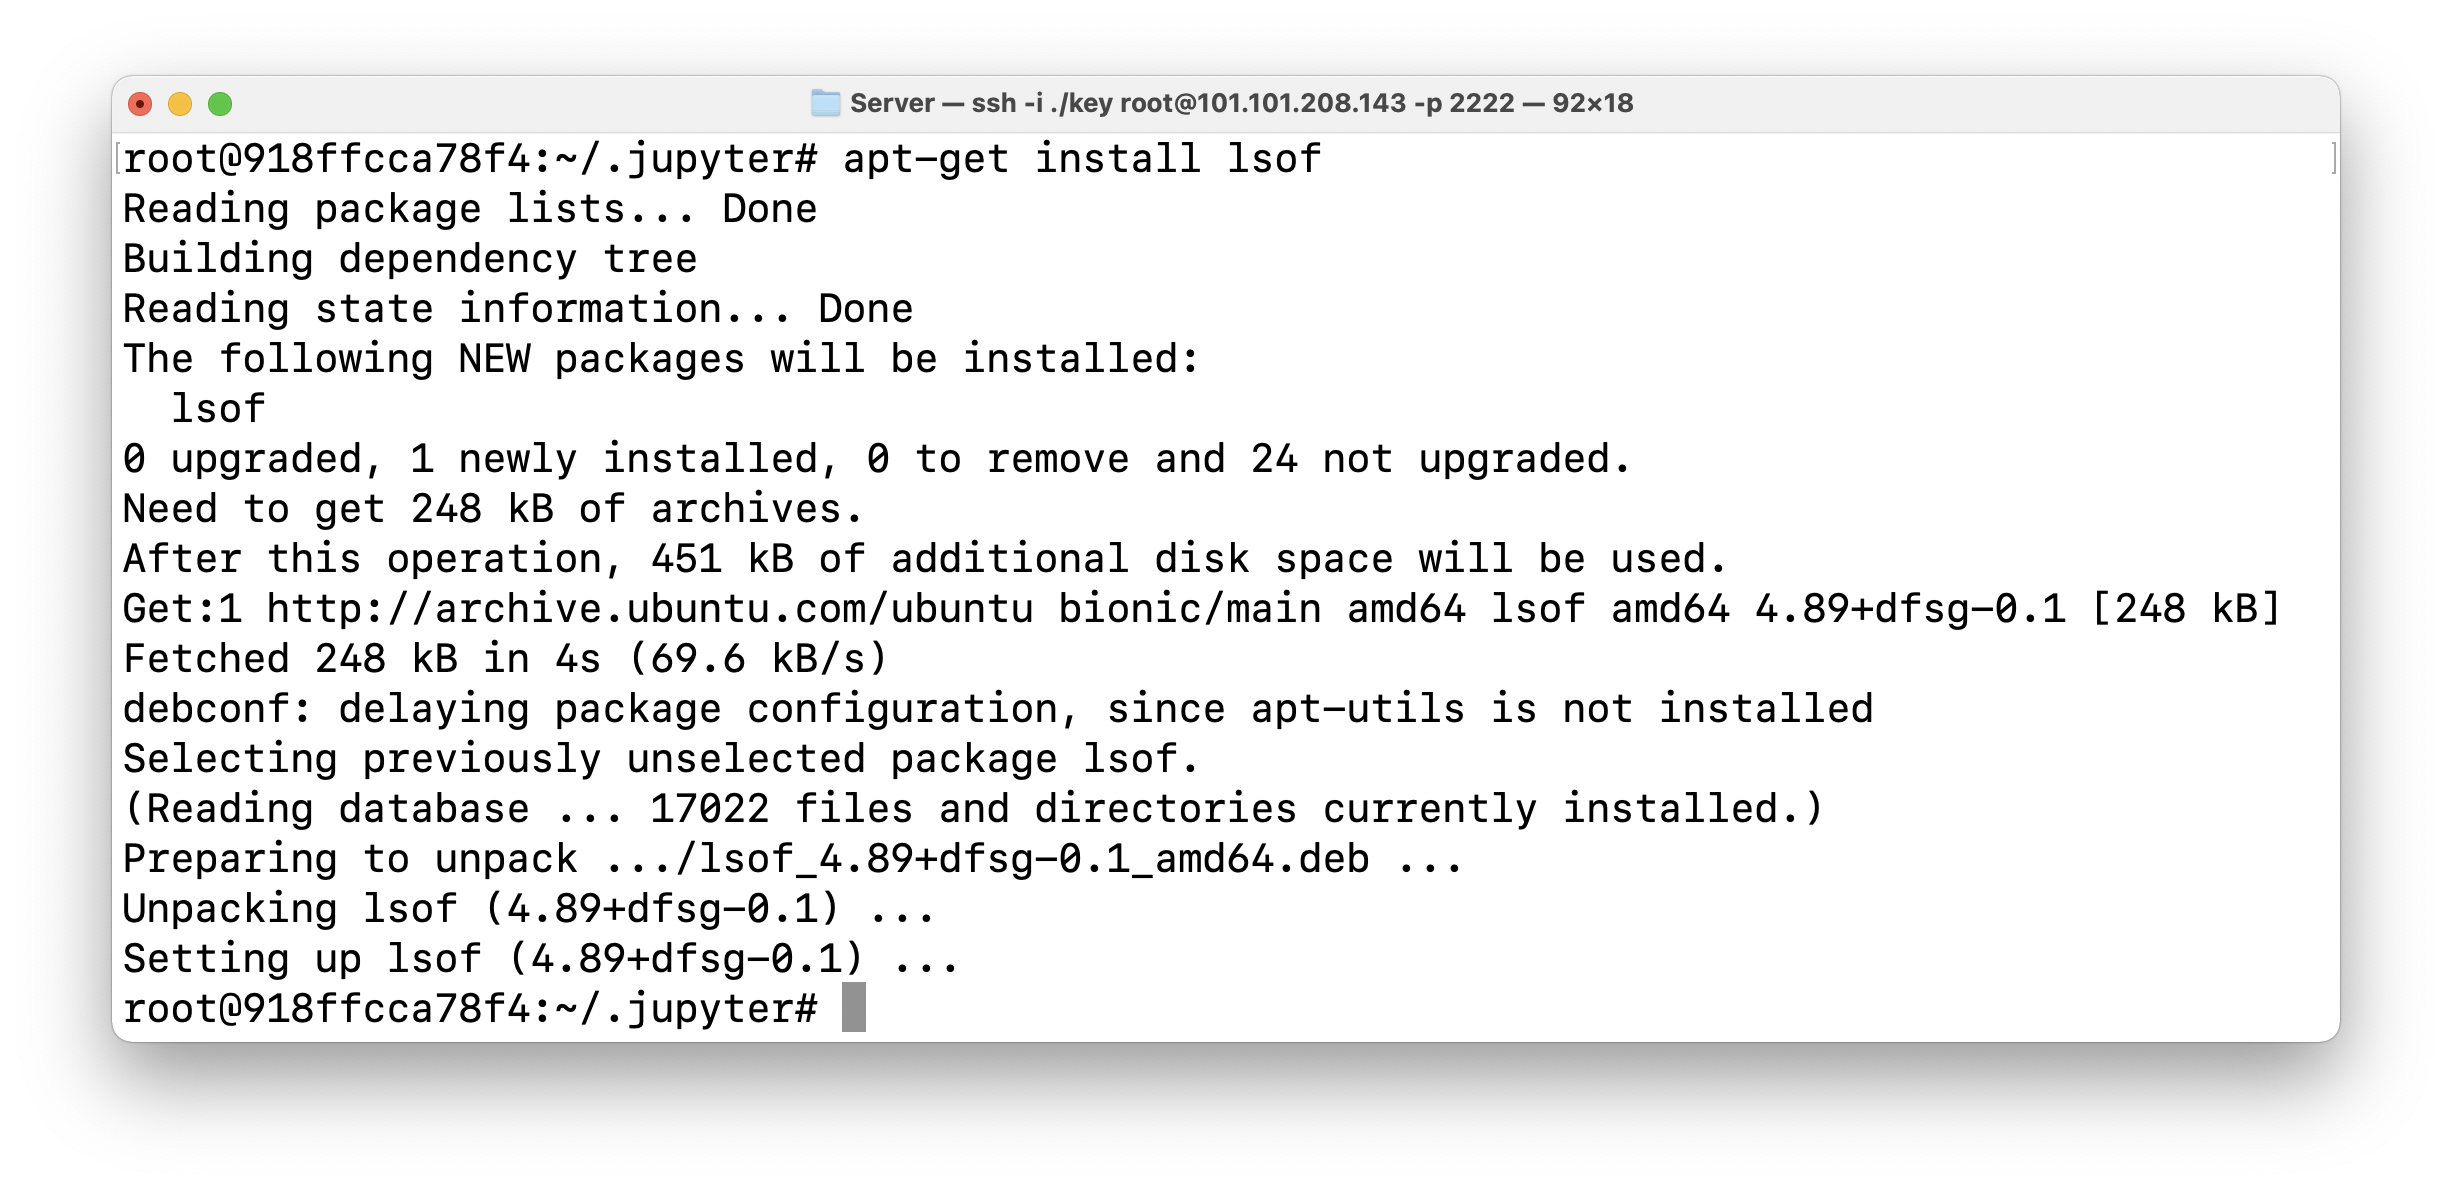 Server — ssh -i ./key root@101.101.208.143 -p 2222 — 92×18
root@918ffcca78f4:~/.jupyter# apt-get install lsof
Reading package lists... Done
Building dependency tree
Reading state information... Done
The following NEW packages will be installed:
  lsof
0 upgraded, 1 newly installed, 0 to remove and 24 not upgraded.
Need to get 248 kB of archives.
After this operation, 451 kB of additional disk space will be used.
Get:1 http://archive.ubuntu.com/ubuntu bionic/main amd64 lsof amd64 4.89+dfsg-0.1 [248 kB]
Fetched 248 kB in 4s (69.6 kB/s)
debconf: delaying package configuration, since apt-utils is not installed
Selecting previously unselected package lsof.
(Reading database ... 17022 files and directories currently installed.)
Preparing to unpack .../lsof_4.89+dfsg-0.1_amd64.deb ...
Unpacking lsof (4.89+dfsg-0.1) ...
Setting up lsof (4.89+dfsg-0.1) ...
root@918ffcca78f4:~/.jupyter#